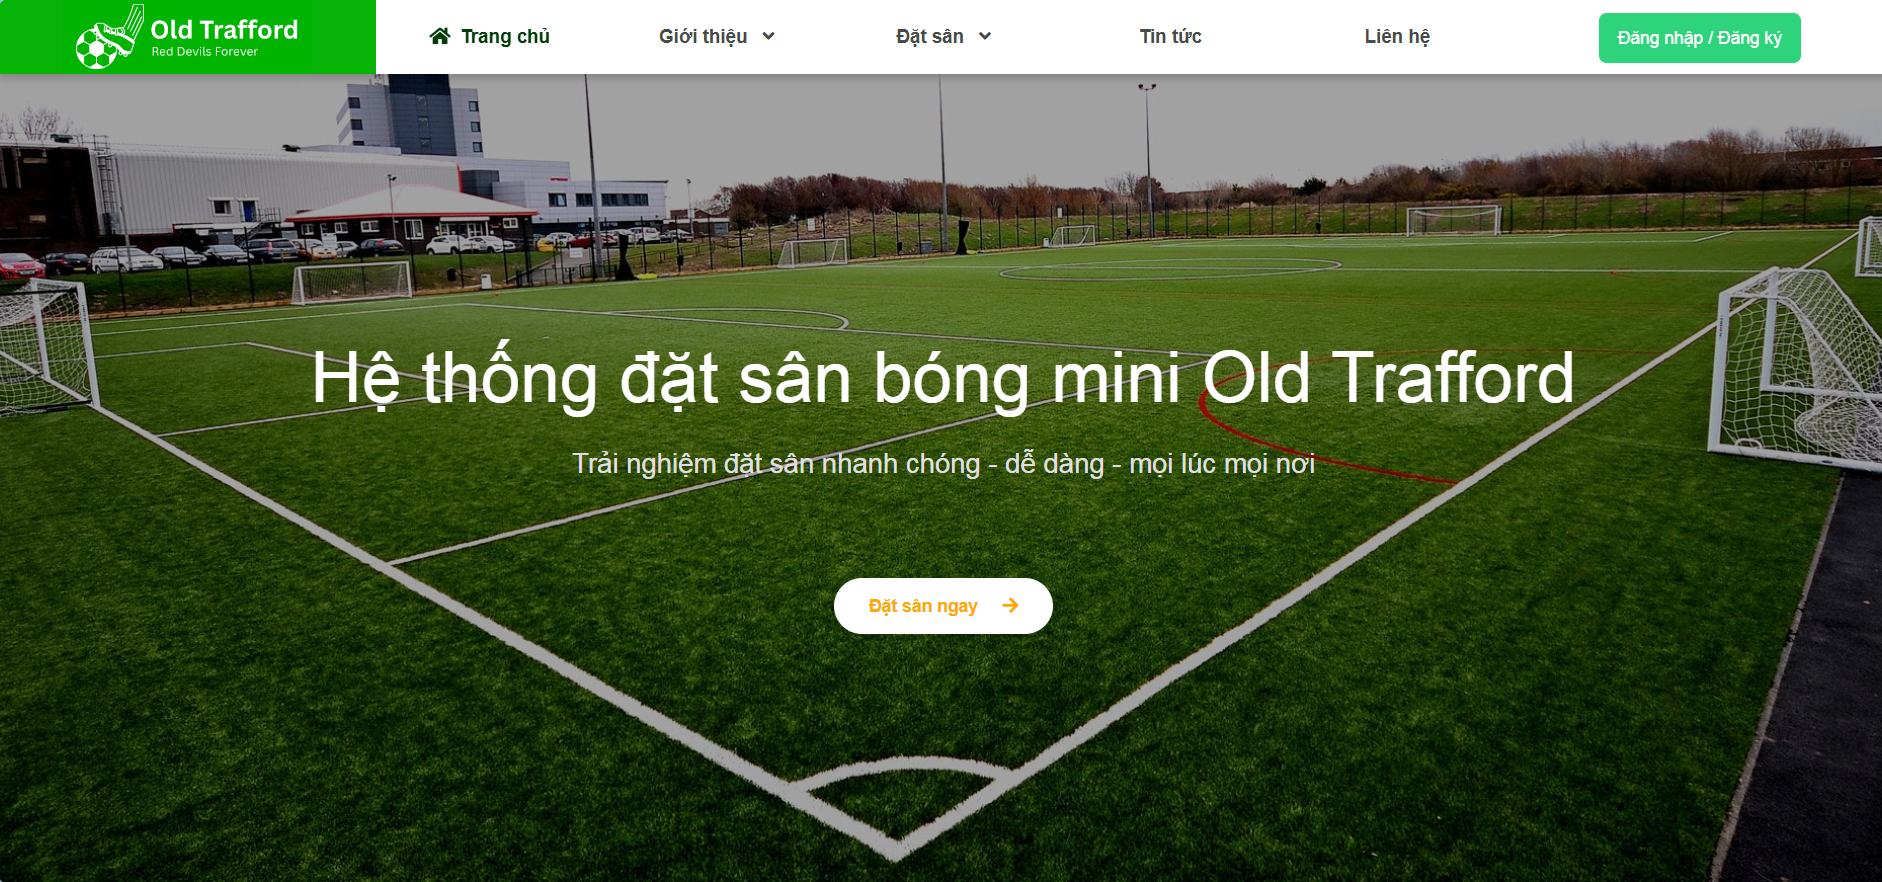 Old Trafford
Red Devils Forever
Trang chủ
Giới thiệu
Đặt sân
Tin tức
Liên hệ
Đăng nhập / Đăng ký
Hệ thống đặt sân bóng mini Old Trafford
Trải nghiệm đặt sân nhanh chóng - dễ dàng - mọi lúc mọi nơi
Đặt sân ngay